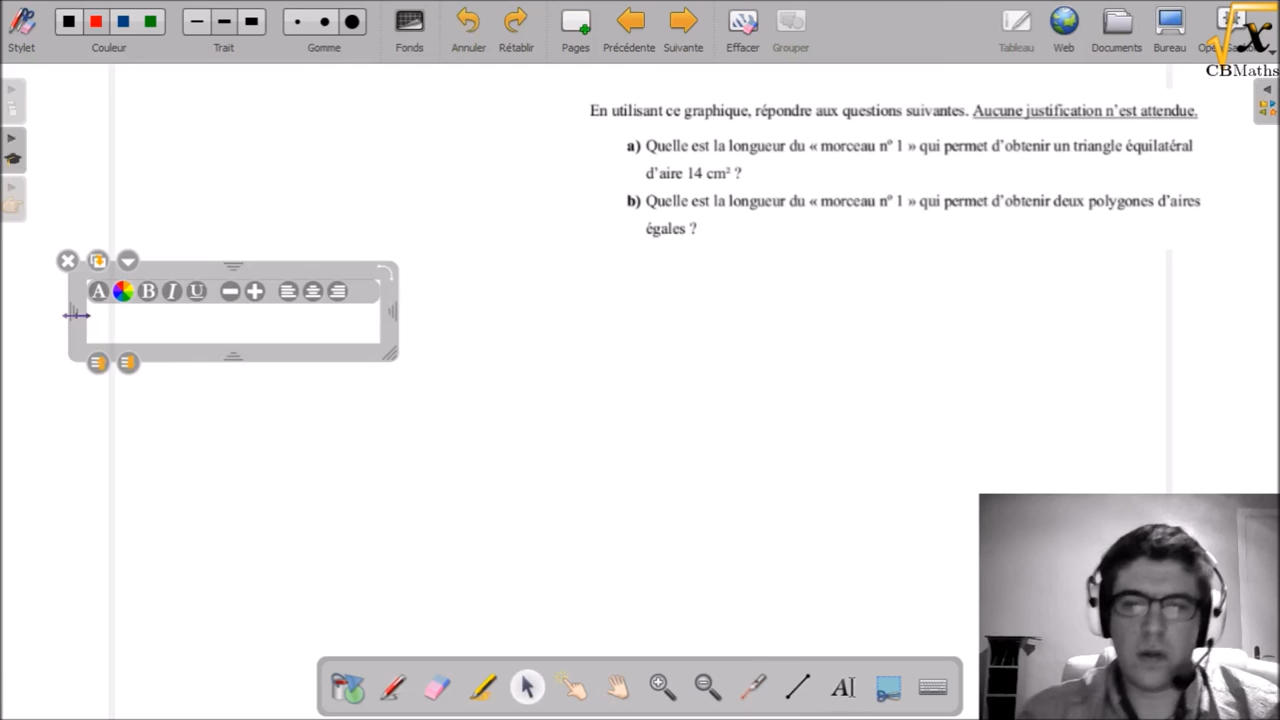 Stylet
Couleur
Trait
Gomme
Fonds
Annuler
Rétablir
Pages
Précédente
Suivante
Effacer
Grouper
Tableau
Web
Documents
Bureau
CBMaths
En utilisant ce graphique, répondre aux questions suivantes. Aucune justification n'est attendue.
a) Quelle est la longueur du « morceau nº 1 » qui permet d'obtenir un triangle équilatéral
d'aire 14 cm² ?
b) Quelle est la longueur du « morceau nº 1 » qui permet d'obtenir deux polygones d'aires
égales ?
A B I U
AI